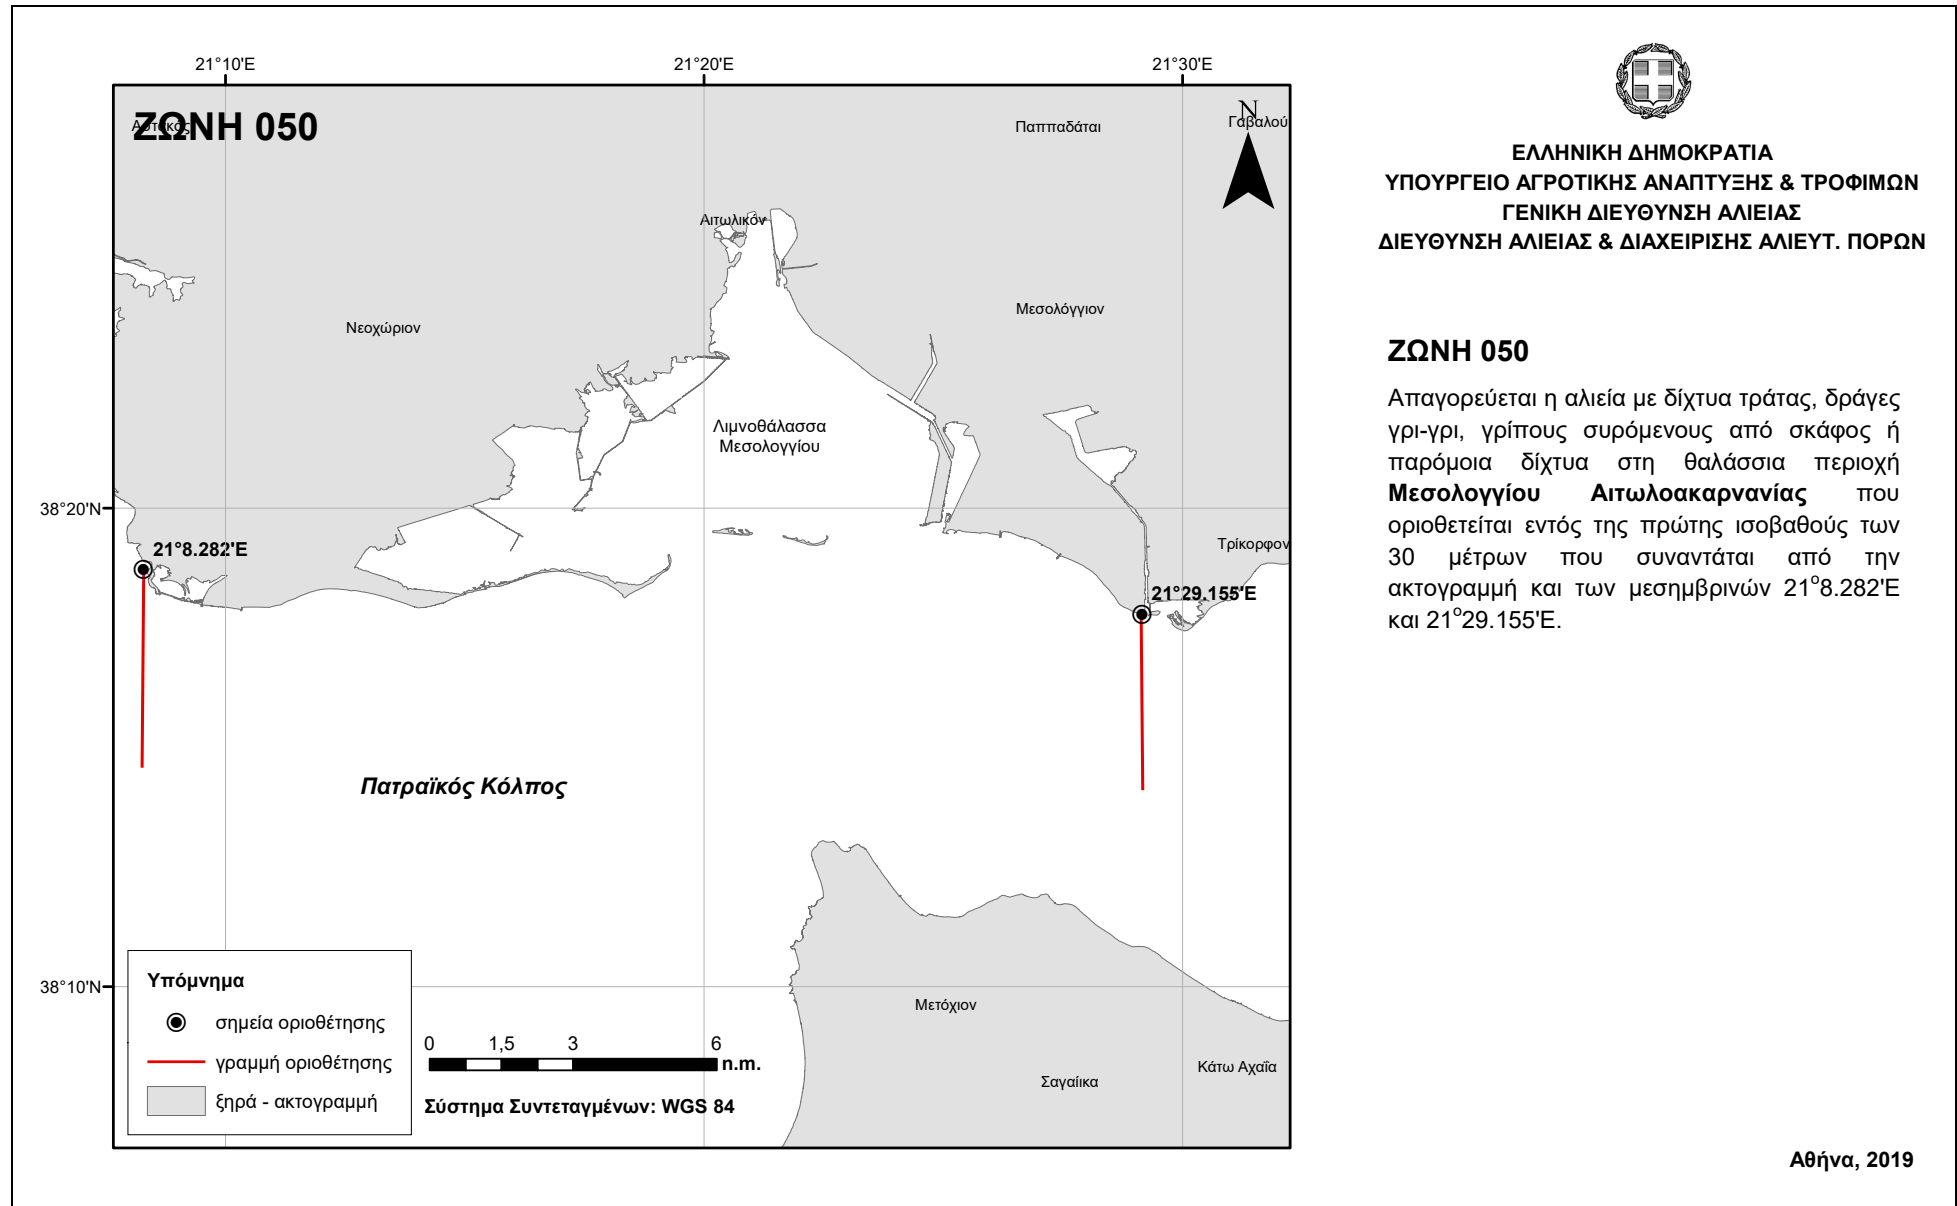 21°10'E
21°20'E
21°30'E
ΖΩΝΗ 050
Αστακός
Παππαδάται
N
Γαβαλού
Αιτωλικόν
Νεοχώριον
Μεσολόγγιον
Λιμνοθάλασσα
Μεσολογγίου
38°20'N
21°8.282'E
Τρίκορφον
21°29.155'E
Πατραϊκός Κόλπος
38°10'N
Μετόχιον
Σαγαίικα
Κάτω Αχαΐα
Υπόμνημα
σημεία οριοθέτησης
γραμμή οριοθέτησης
ξηρά - ακτογραμμή
0 1,5 3 6
n.m.
Σύστημα Συντεταγμένων: WGS 84
ΕΛΛΗΝΙΚΗ ΔΗΜΟΚΡΑΤΙΑ
ΥΠΟΥΡΓΕΙΟ ΑΓΡΟΤΙΚΗΣ ΑΝΑΠΤΥΞΗΣ & ΤΡΟΦΙΜΩΝ
ΓΕΝΙΚΗ ΔΙΕΥΘΥΝΣΗ ΑΛΙΕΙΑΣ
ΔΙΕΥΘΥΝΣΗ ΑΛΙΕΙΑΣ & ΔΙΑΧΕΙΡΙΣΗΣ ΑΛΙΕΥΤ. ΠΟΡΩΝ
ΖΩΝΗ 050
Απαγορεύεται η αλιεία με δίχτυα τράτας, δράγες
γρι-γρι, γρίπους συρόμενους από σκάφος ή
παρόμοια δίχτυα στη θαλάσσια περιοχή
Μεσολογγίου Αιτωλοακαρνανίας που
οριοθετείται εντός της πρώτης ισοβαθούς των
30 μέτρων που συναντάται από την
ακτογραμμή και των μεσημβρινών 21°8.282'E
και 21°29.155'E.
Αθήνα, 2019